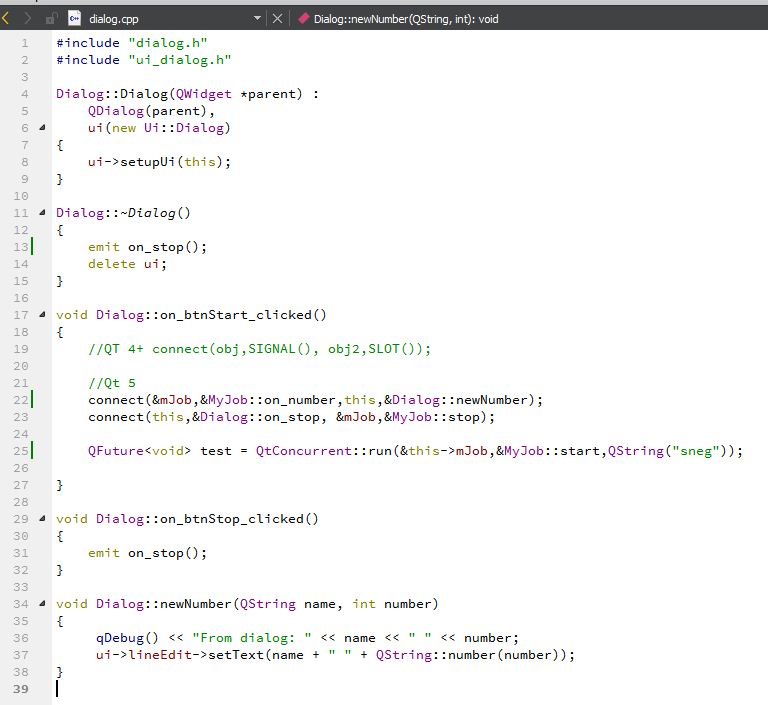 dialog.cpp Dialog::newNumber(QString, int): void
1 #include "dialog.h"
2 #include "ui_dialog.h"
3
4 Dialog::Dialog(QWidget *parent) :
5     QDialog(parent),
6     ui(new Ui::Dialog)
7 {
8     ui->setupUi(this);
9 }
10
11 Dialog::~Dialog()
12 {
13     emit on_stop();
14     delete ui;
15 }
16
17 void Dialog::on_btnStart_clicked()
18 {
19     //QT 4+ connect(obj,SIGNAL(), obj2,SLOT());
20
21     //Qt 5
22     connect(&mJob,&MyJob::on_number,this,&Dialog::newNumber);
23     connect(this,&Dialog::on_stop, &mJob,&MyJob::stop);
24
25     QFuture<void> test = QtConcurrent::run(&this->mJob,&MyJob::start,QString("sneg"));
26
27 }
28
29 void Dialog::on_btnStop_clicked()
30 {
31     emit on_stop();
32 }
33
34 void Dialog::newNumber(QString name, int number)
35 {
36      qDebug() << "From dialog: " << name << " " << number;
37      ui->lineEdit->setText(name + " " + QString::number(number));
38 }
39